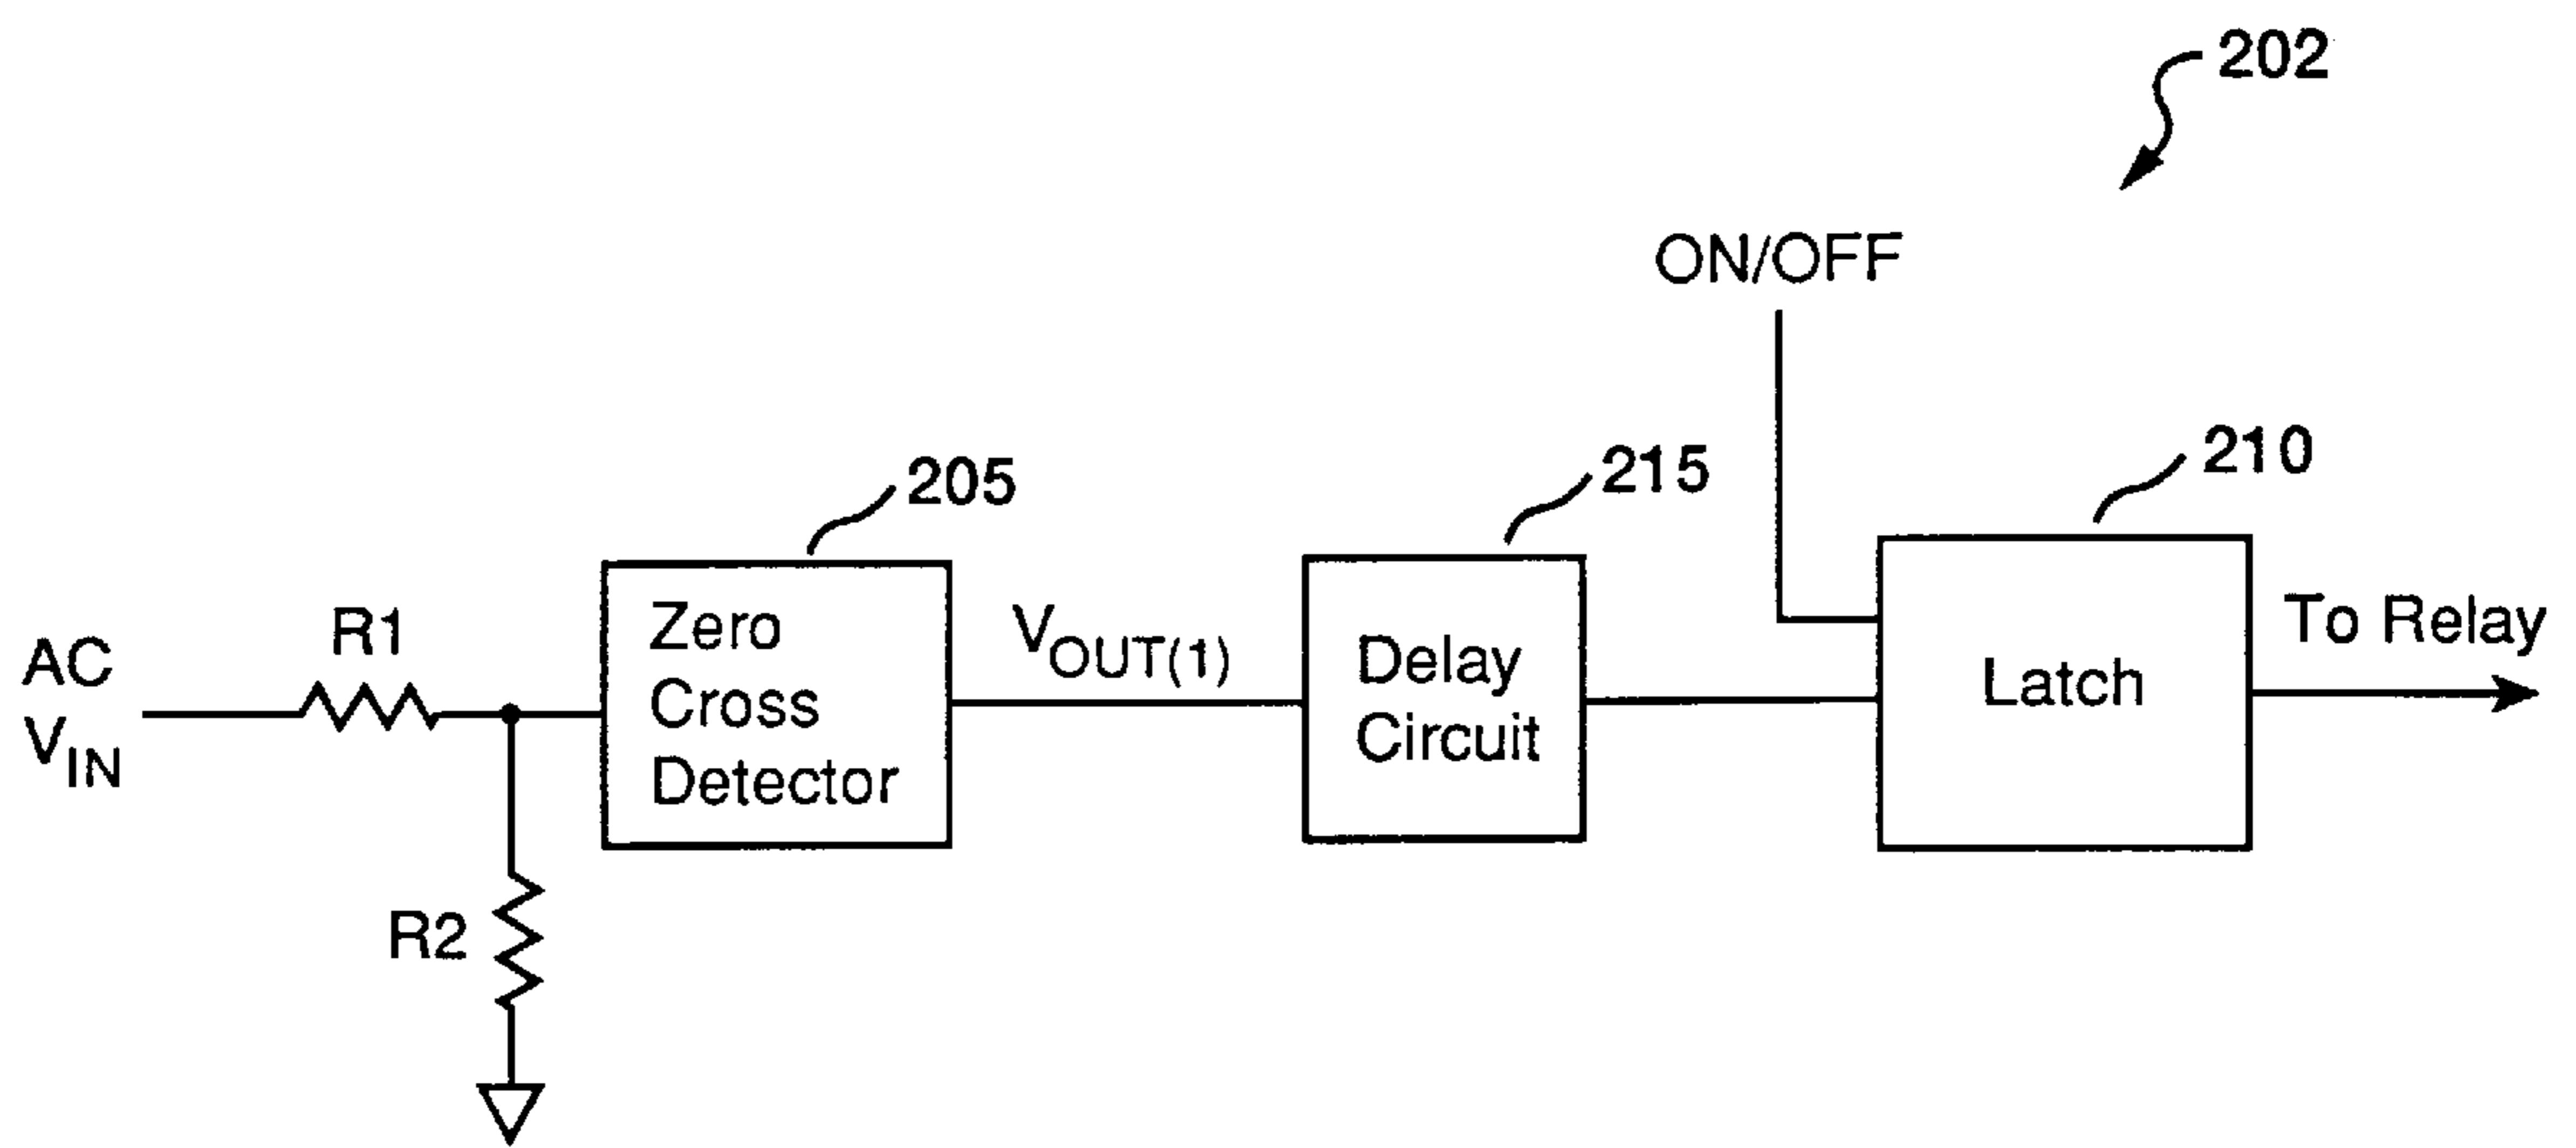 202
ON/OFF
205
215
210
AC
VIN
R1
Zero
Cross
Detector
VOUT(1)
Delay
Circuit
Latch
To Relay
R2